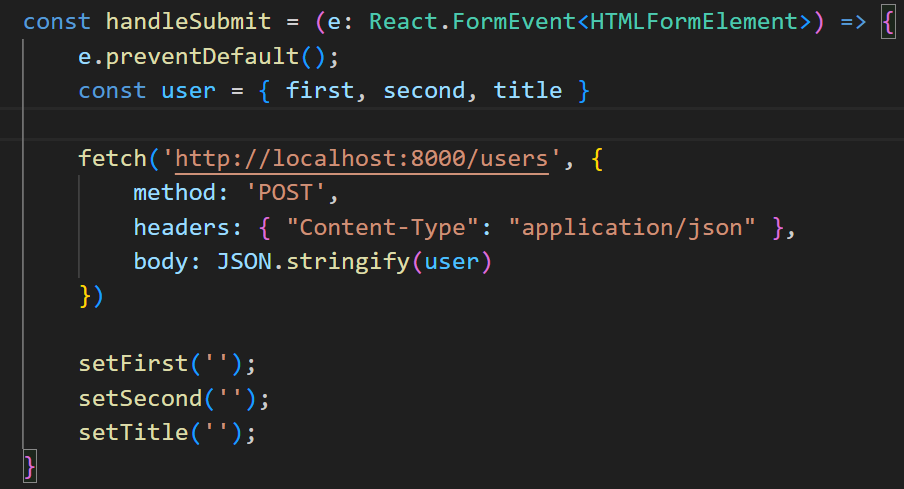 const handleSubmit = (e: React.FormEvent<HTMLFormElement>) => {
    e.preventDefault();
    const user = { first, second, title }

    fetch('http://localhost:8000/users', {
        method: 'POST',
        headers: { "Content-Type": "application/json" },
        body: JSON.stringify(user)
    })

    setFirst('');
    setSecond('');
    setTitle('');
}